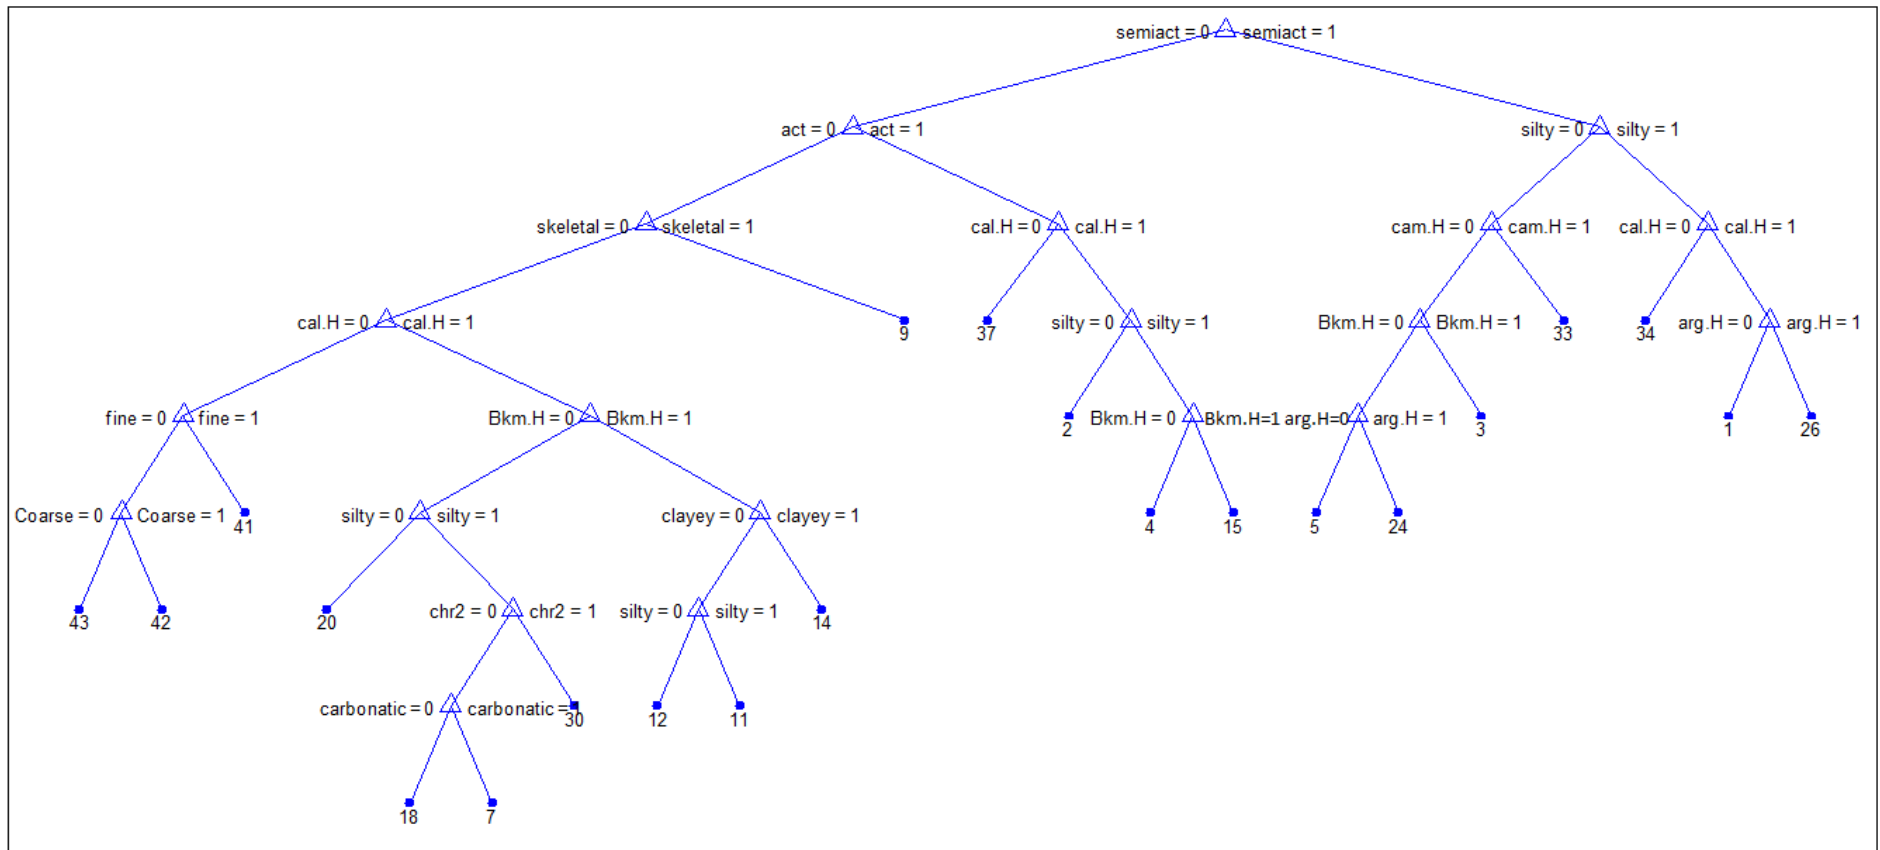 semiact = 0 semiact = 1
act = 0 act = 1 silty = 0 silty = 1
skeletal = 0 skeletal = 1 cal.H = 0 cal.H = 1 cam.H = 0 cam.H = 1 cal.H = 0 cal.H = 1
cal.H = 0 cal.H = 1 9 37 silty = 0 silty = 1 Bkm.H = 0 Bkm.H = 1 33 34 arg.H = 0 arg.H = 1
fine = 0 fine = 1 Bkm.H = 0 Bkm.H = 1 2 Bkm.H = 0 Bkm.H=1 arg.H=0 arg.H = 1 3 1 26
Coarse = 0 Coarse = 1 41 silty = 0 silty = 1 clayey = 0 clayey = 1 4 15 5 24
43 42 20 chr2 = 0 chr2 = 1 silty = 0 silty = 1 14
carbonatic = 0 carbonatic = 1 30 12 11
18 7